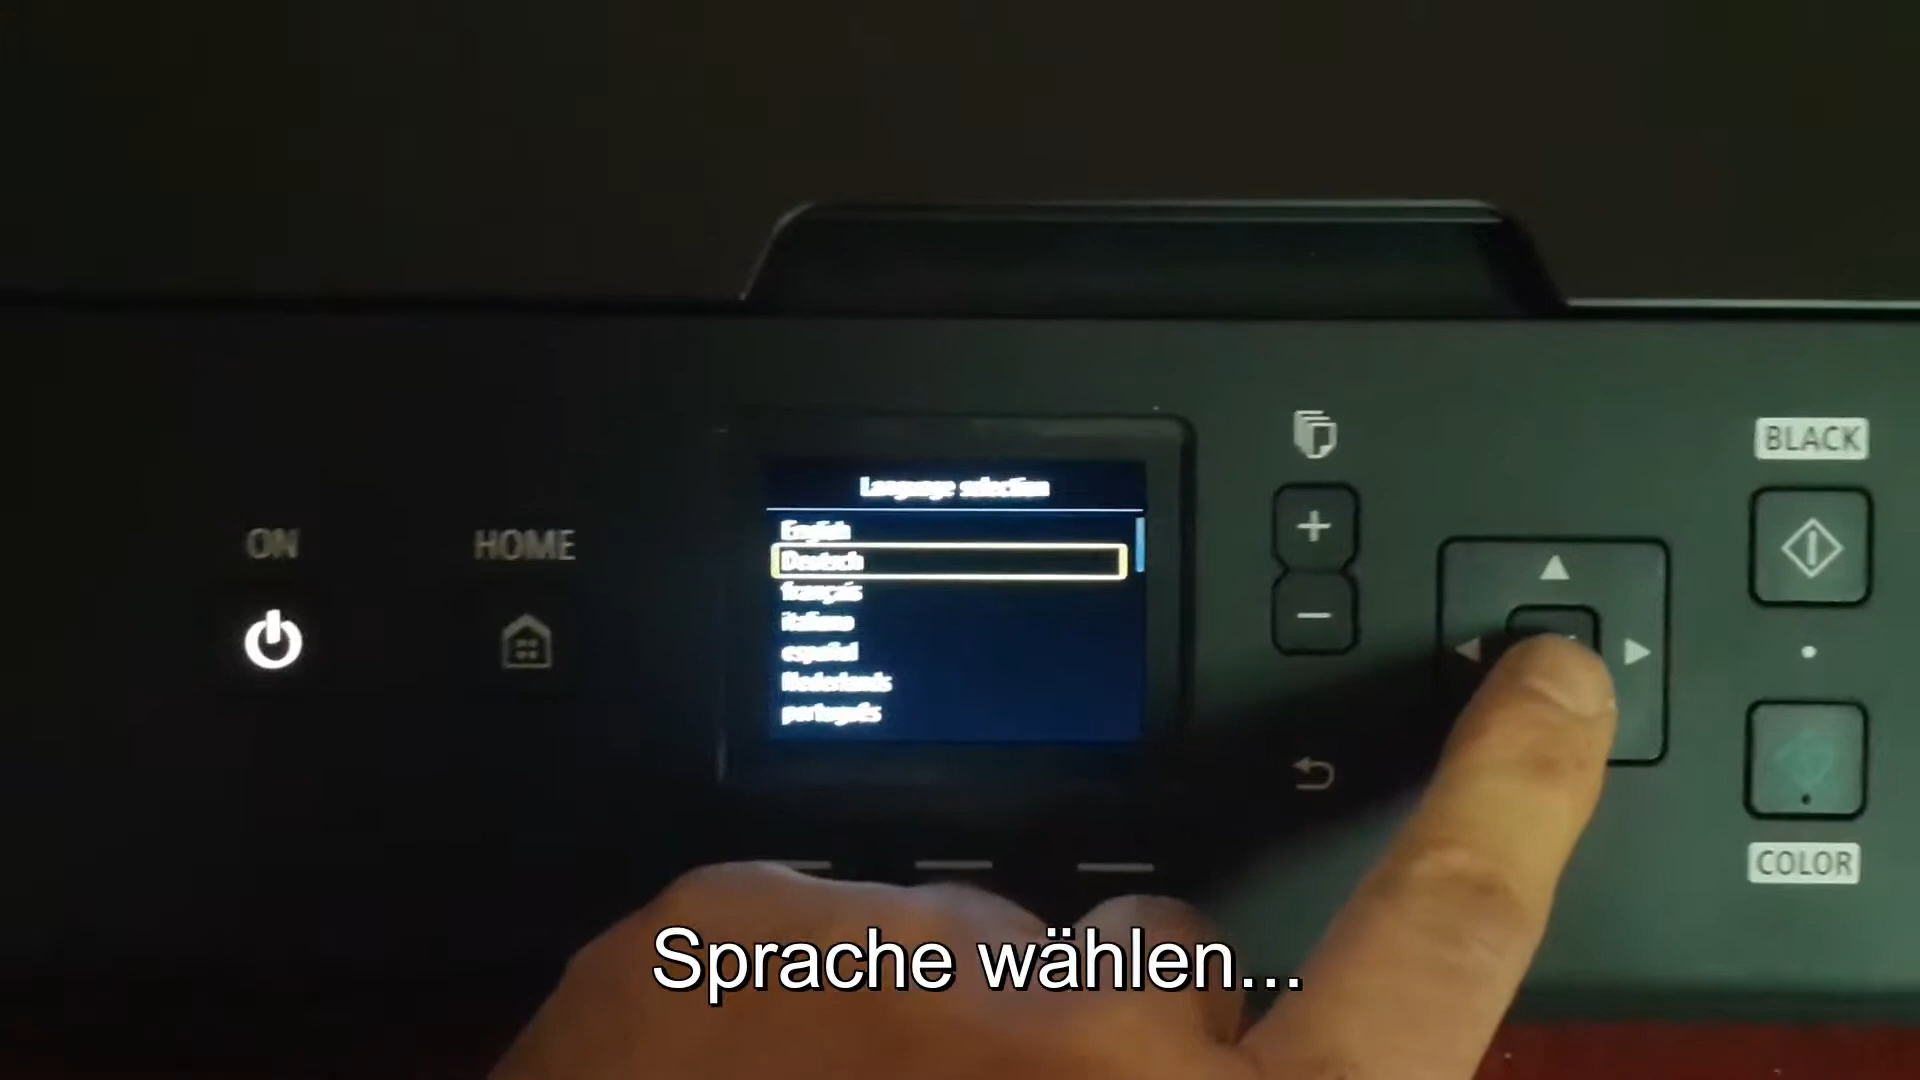 BLACK
Language selection
English
ON
HOME
Deutsch
français
italiano
español
Nederlands
português
COLOR
Sprache wählen...